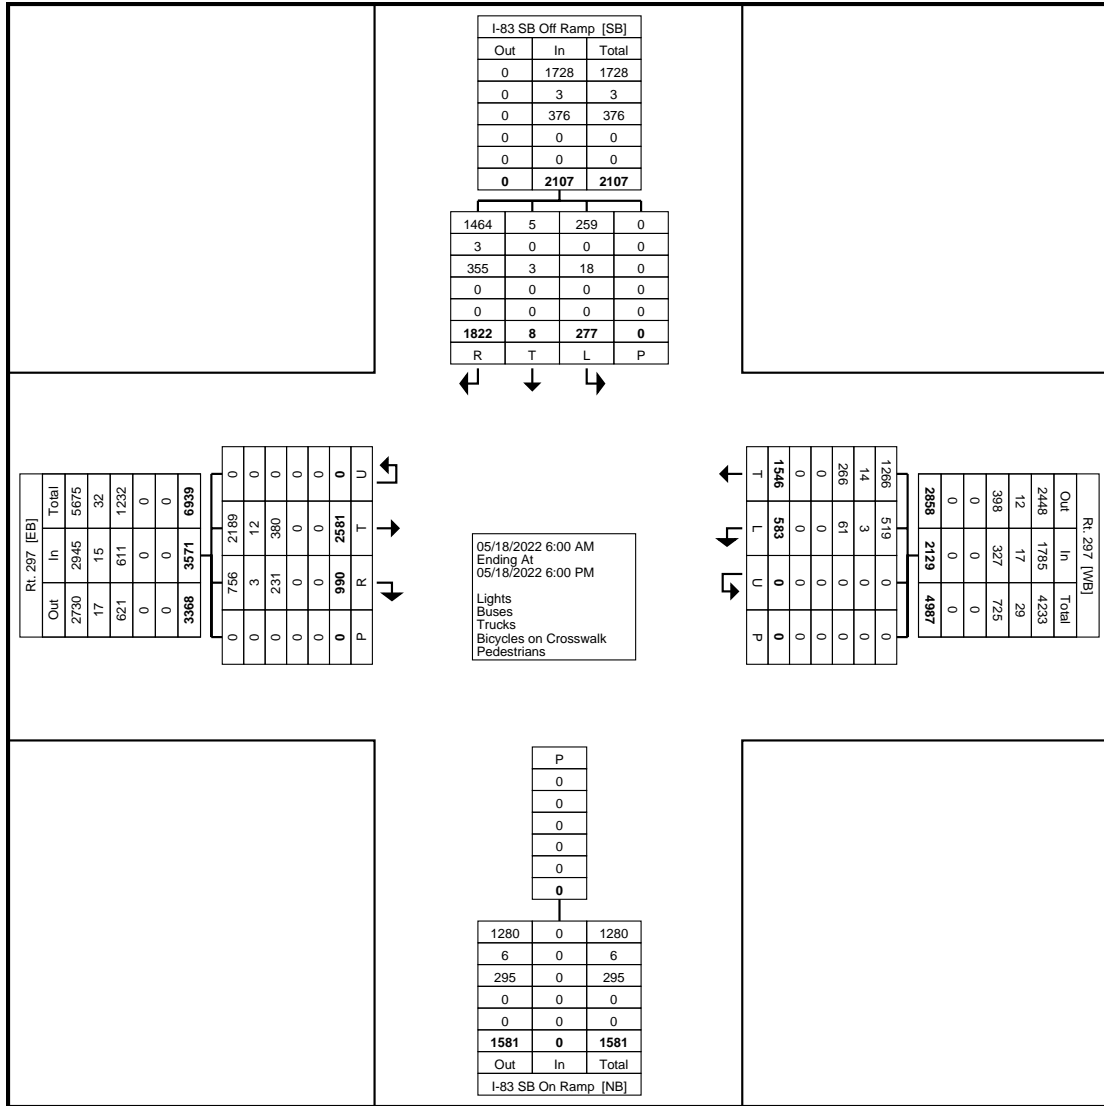 I-83 SB Off Ramp [SB]
Out In Total
0 1728 1728
0 3 3
0 376 376
0 0 0
0 0 0
0 2107 2107
1464 5 259 0
3 0 0 0
355 3 18 0
0 0 0 0
0 0 0 0
1822 8 277 0
R T L P
Rt. 297 [EB]
Total In Out
5675 2945 2730
32 15 17
1232 611 621
0 0 0
0 0 0
6939 3571 3368
0 2189 756 0
0 12 3 0
0 380 231 0
0 0 0 0
0 0 0 0
0 2581 990 0
U T R P
05/18/2022 6:00 AM
Ending At
05/18/2022 6:00 PM
Lights
Buses
Trucks
Bicycles on Crosswalk
Pedestrians
T L U P
1546 583 0 0
0 0 0 0
0 0 0 0
266 61 0 0
14 3 0 0
1266 519 0 0
Rt. 297 [WB]
Out In Total
2448 1785 4233
12 17 29
398 327 725
0 0 0
0 0 0
2858 2129 4987
P
0
0
0
0
0
0
1280 0 1280
6 0 6
295 0 295
0 0 0
0 0 0
1581 0 1581
Out In Total
I-83 SB On Ramp [NB]